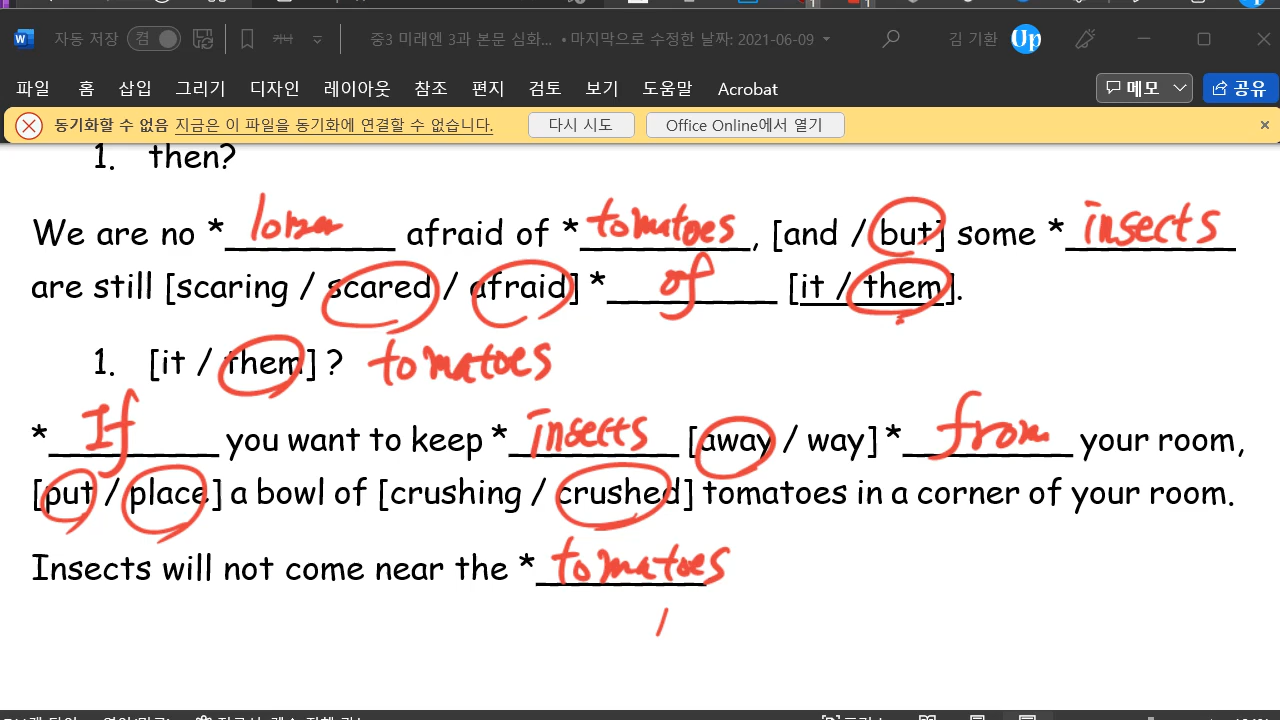 자동 저장 켬 가나 중3 미래엔 3과 본문 심화... • 마지막으로 수정한 날짜: 2021-06-09 김 기환 Up
파일 홈 삽입 그리기 디자인 레이아웃 참조 편지 검토 보기 도움말 Acrobat 메모 공유
동기화할 수 없음 지금은 이 파일을 동기화에 연결할 수 없습니다. 다시 시도 Office Online에서 열기
1. then?
We are no * longer afraid of * tomatoes, [and / but] some * insects
are still [scaring / scared / afraid] * of [it / them].
1. [it / them] ? tomatoes
* If you want to keep * insects [away / way] * from your room,
[put / place] a bowl of [crushing / crushed] tomatoes in a corner of your room.
Insects will not come near the * tomatoes